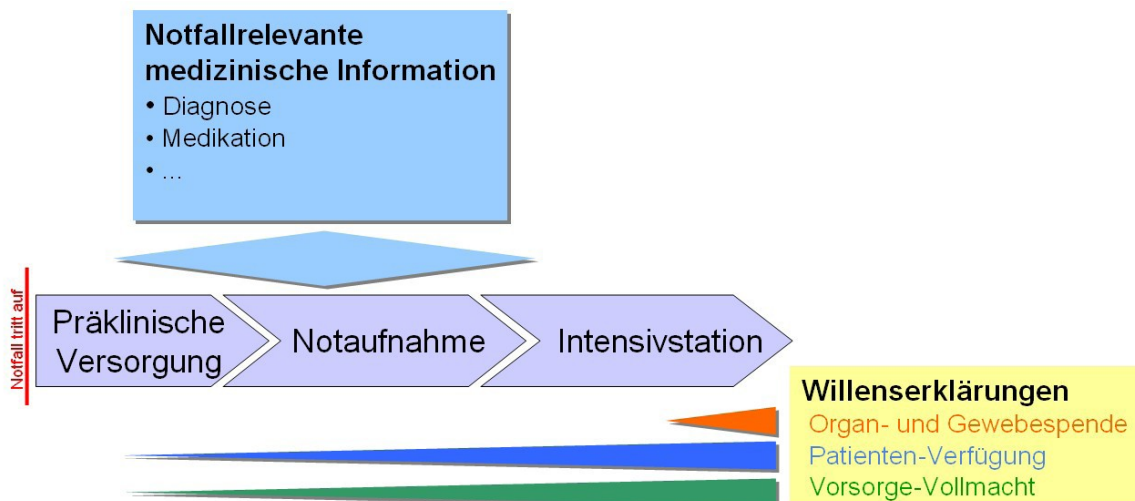 Notfallrelevante
medizinische Information
• Diagnose
• Medikation
• ...
Notfall tritt auf
Präklinische
Versorgung
Notaufnahme
Intensivstation
Willenserklärungen
Organ- und Gewebespende
Patienten-Verfügung
Vorsorge-Vollmacht